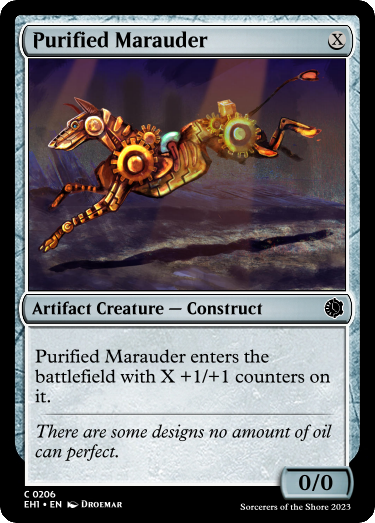 Purified Marauder X
Artifact Creature — Construct
Purified Marauder enters the
battlefield with X +1/+1 counters on
it.
There are some designs no amount of oil
can perfect.
0/0
C 0206
EH1 • EN Droemar
Sorcerers of the Shore 2023